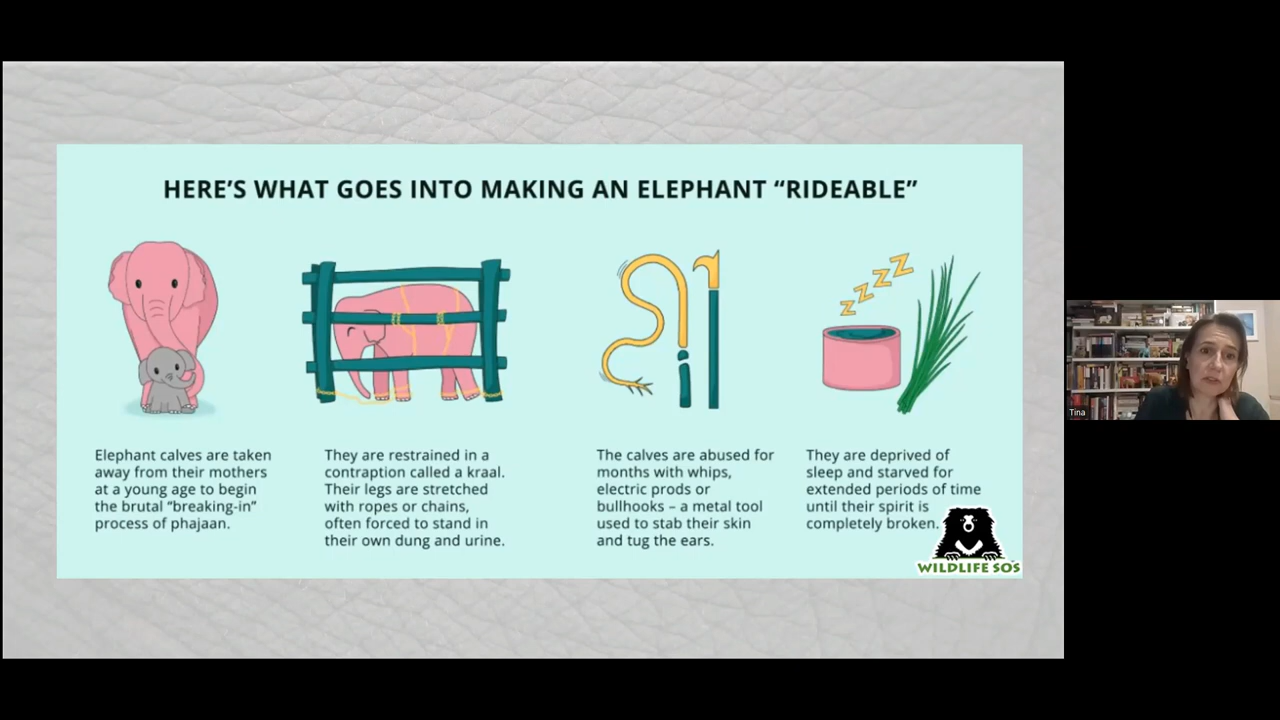 HERE'S WHAT GOES INTO MAKING AN ELEPHANT “RIDEABLE”
Elephant calves are taken
away from their mothers
at a young age to begin
the brutal “breaking-in”
process of phajaan.
They are restrained in a
contraption called a kraal.
Their legs are stretched
with ropes or chains,
often forced to stand in
their own dung and urine.
The calves are abused for
months with whips,
electric prods or
bullhooks – a metal tool
used to stab their skin
and tug the ears.
zzzz
They are deprived of
sleep and starved for
extended periods of time
until their spirit is
completely broken.
WILDLIFE SOS
Tina